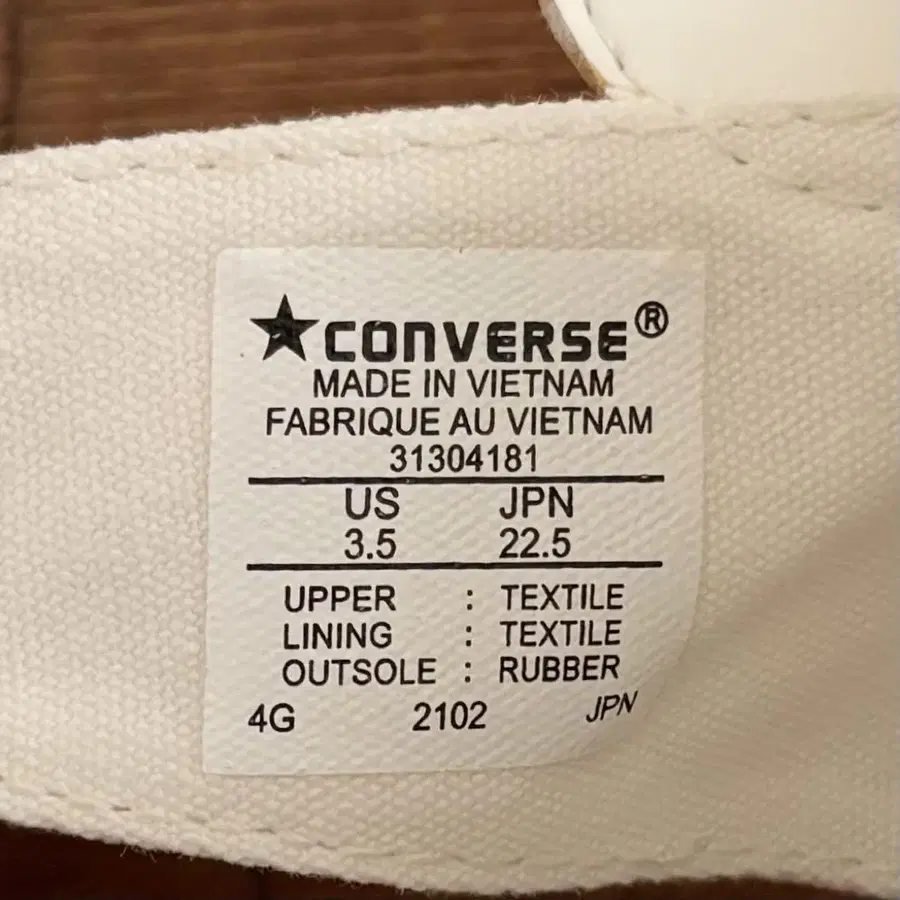 ★CONVERSE®
MADE IN VIETNAM
FABRIQUE AU VIETNAM
31304181
US JPN
3.5 22.5
UPPER : TEXTILE
LINING : TEXTILE
OUTSOLE : RUBBER
4G 2102 JPN